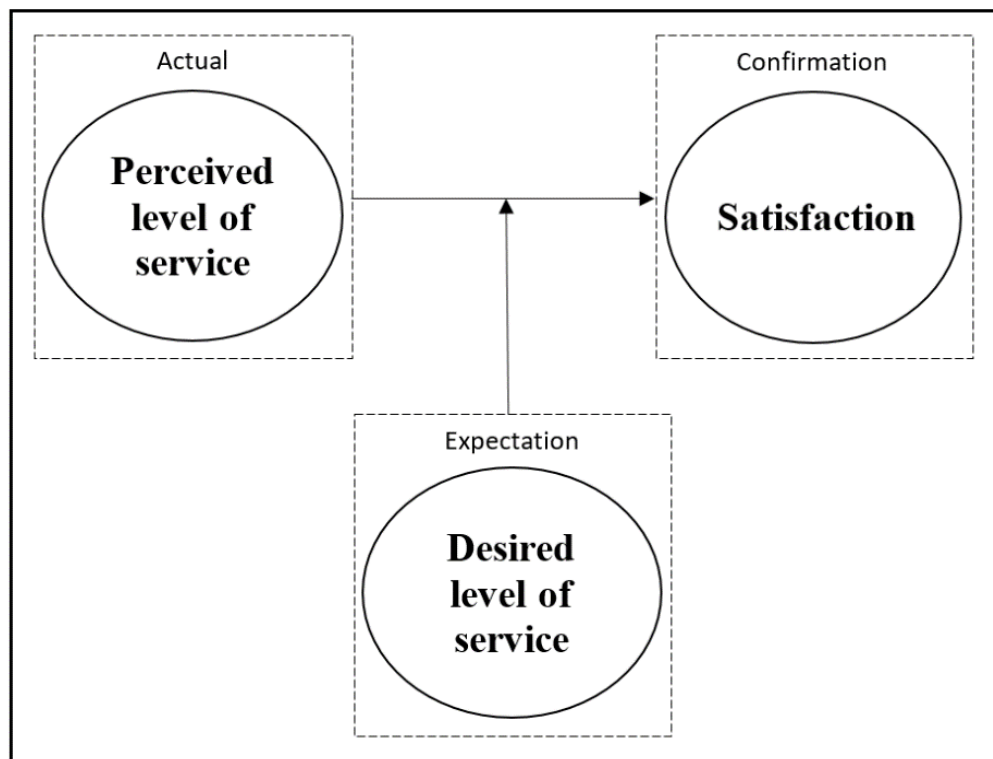 Actual
Perceived
level of
service
Confirmation
Satisfaction
Expectation
Desired
level of
service